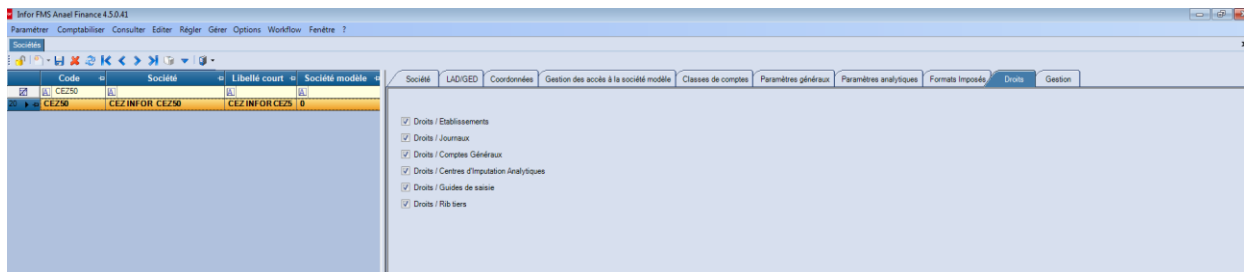 Infor FMS Anael Finance 4.5.0.41
Paramétrer Comptabiliser Consulter Editer Régler Gérer Options Workflow Fenêtre ?
Sociétés
Code Société Libellé court Société modèle
CEZ50
CEZ50 CEZ INFOR CEZ50 CEZ INFOR CEZ5 0
Société LAD/GED Coordonnées Gestion des accès à la société modèle Classes de comptes Paramètres généraux Paramètres analytiques Formats Imposés Droits Gestion
Droits / Etablissements
Droits / Journaux
Droits / Comptes Généraux
Droits / Centres d'Imputation Analytiques
Droits / Guides de saisie
Droits / Rib tiers